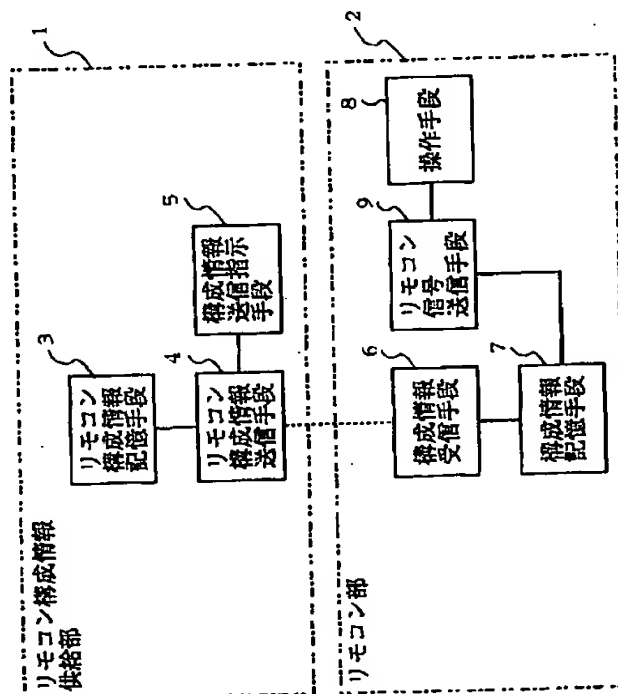 リモコン構成情報
供給部
1
リモコン
構成情報
記憶手段
3
リモコン
構成情報
送信手段
4
構成情報
送信指示
手段
5
リモコン部
2
構成情報
受信手段
6
構成情報
記憶手段
7
リモコン
信号
送信手段
9
操作手段
8